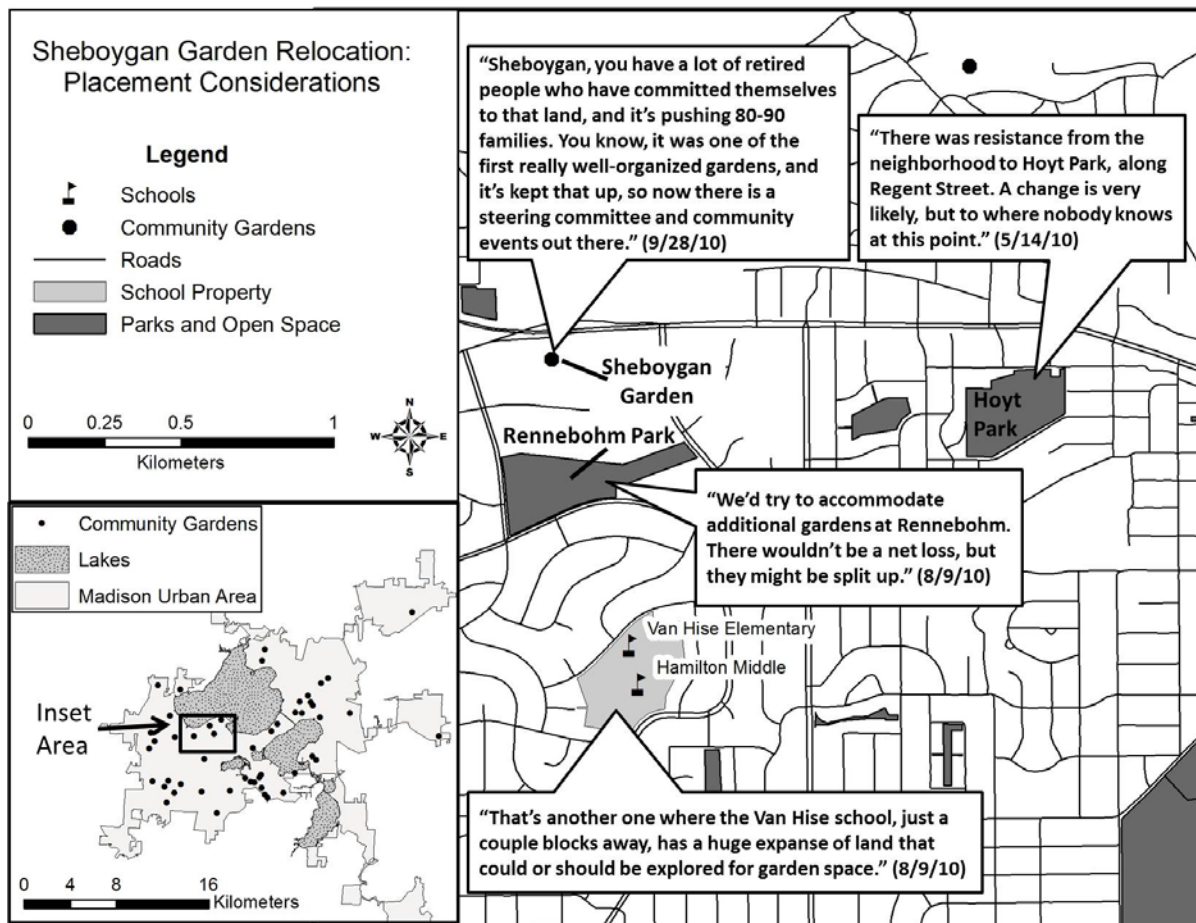 Sheboygan Garden Relocation:
Placement Considerations
Legend
Schools
Community Gardens
Roads
School Property
Parks and Open Space
0 0.25 0.5 1
Kilometers
N
W E
S
Community Gardens
Lakes
Madison Urban Area
Inset
Area
0 4 8 16
Kilometers
“Sheboygan, you have a lot of retired
people who have committed themselves
to that land, and it’s pushing 80-90
families. You know, it was one of the
first really well-organized gardens, and
it’s kept that up, so now there is a
steering committee and community
events out there.” (9/28/10)
“There was resistance from the
neighborhood to Hoyt Park, along
Regent Street. A change is very
likely, but to where nobody knows
at this point.” (5/14/10)
Sheboygan
Garden
Hoyt
Park
Rennebohm Park
“We’d try to accommodate
additional gardens at Rennebohm.
There wouldn’t be a net loss, but
they might be split up.” (8/9/10)
Van Hise Elementary
Hamilton Middle
“That’s another one where the Van Hise school, just a
couple blocks away, has a huge expanse of land that
could or should be explored for garden space.” (8/9/10)